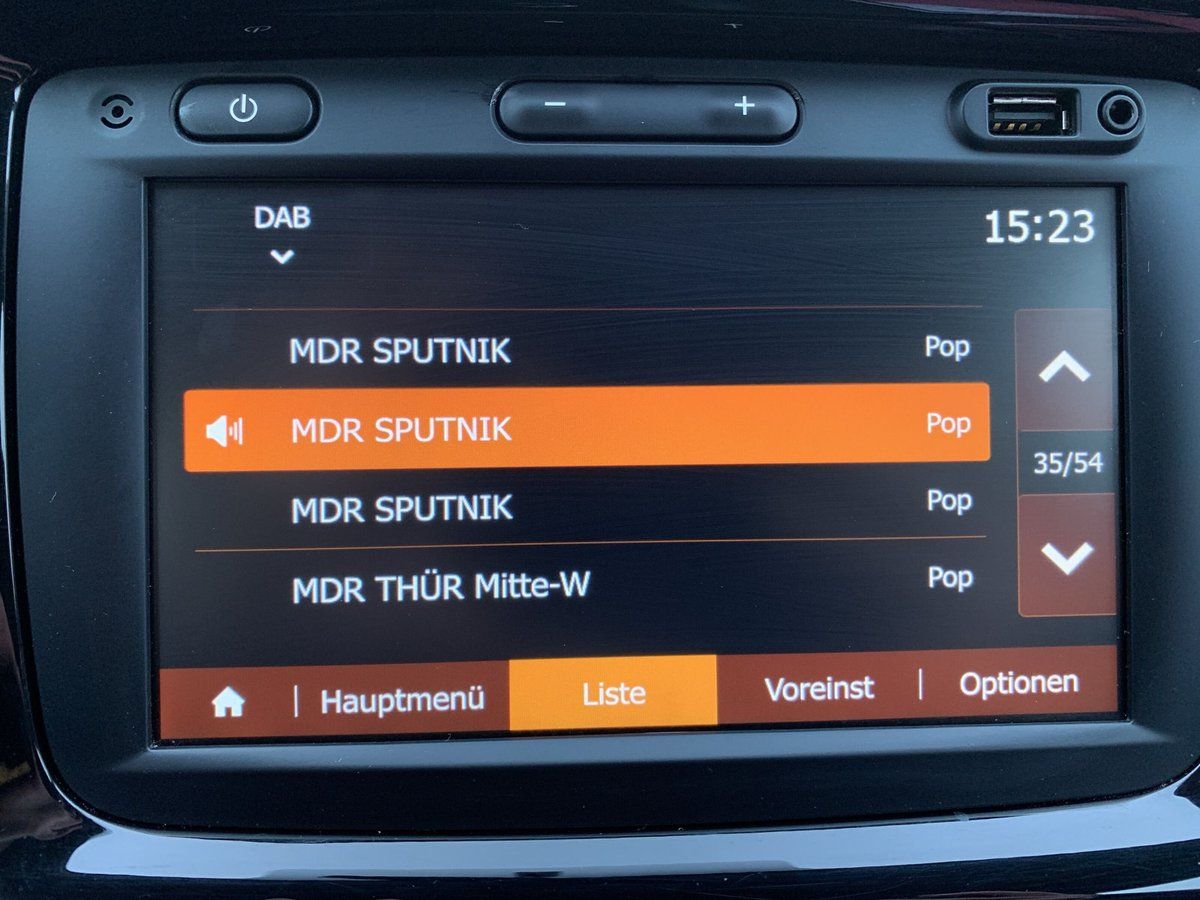 DAB
15:23
MDR SPUTNIK Pop
MDR SPUTNIK Pop
35/54
MDR SPUTNIK Pop
MDR THÜR Mitte-W Pop
Hauptmenü Liste Voreinst Optionen